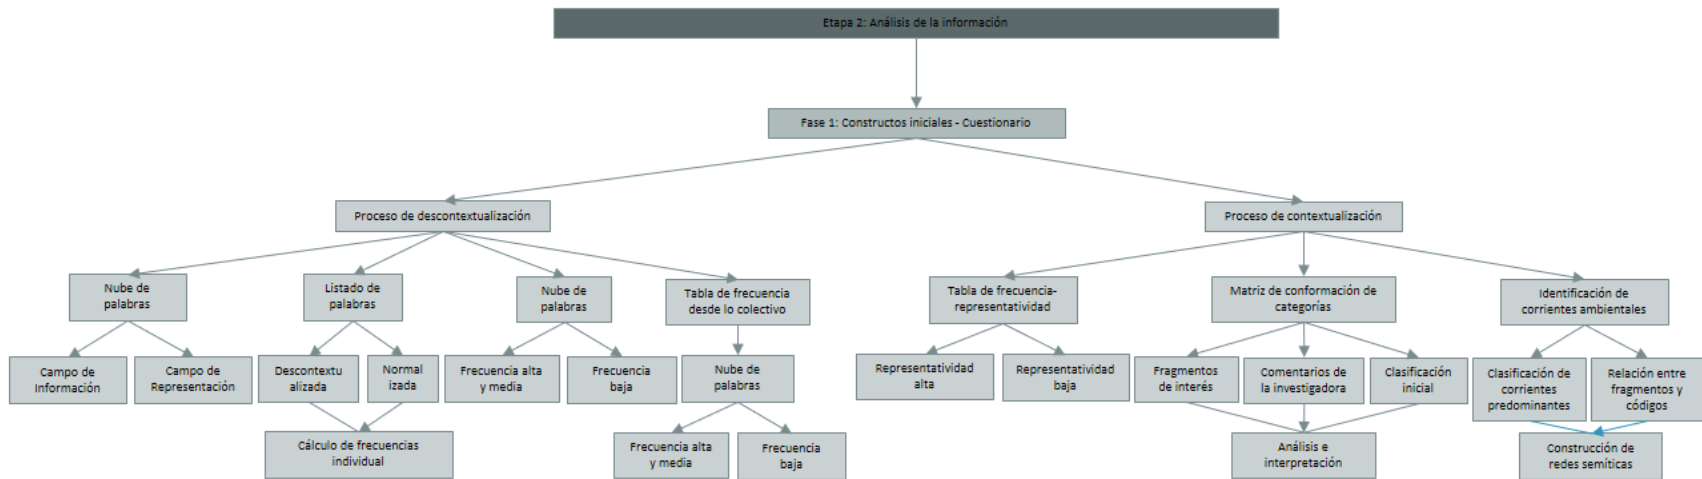 Etapa 2: Análisis de la información
Fase 1: Constructos iniciales - Cuestionario
Proceso de descontextualización
Proceso de contextualización
Nube de
palabras
Listado de
palabras
Nube de
palabras
Tabla de frecuencia
desde lo colectivo
Tabla de frecuencia-
representatividad
Matriz de conformación de
categorías
Identificación de
corrientes ambientales
Campo de
Información
Campo de
Representación
Descontextu
alizada
Normal
izada
Frecuencia alta
y media
Frecuencia
baja
Nube de
palabras
Representatividad
alta
Representatividad
baja
Fragmentos
de interés
Comentarios de
la investigadora
Clasificación
inicial
Clasificación de
corrientes
predominantes
Relación entre
fragmentos y
códigos
Cálculo de frecuencias
individual
Frecuencia alta
y media
Frecuencia
baja
Análisis e
interpretación
Construcción de
redes semíticas